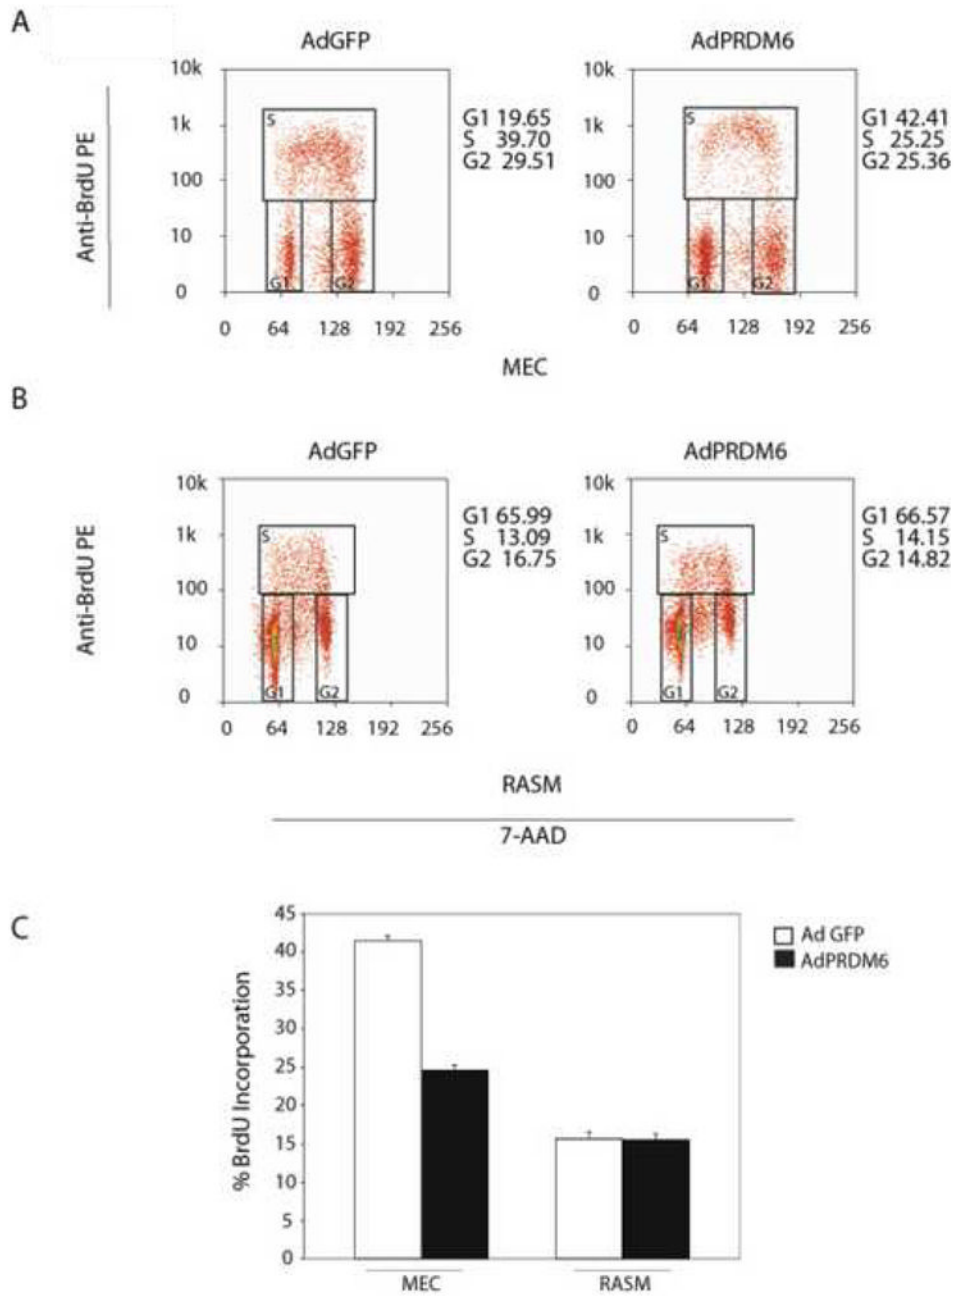 A
AdGFP
AdPRDM6
Anti-BrdU PE
10k
1k
100
10
0
S
G1
G2
0 64 128 192 256
G1 19.65
S 39.70
G2 29.51
10k
1k
100
10
0
S
G1
G2
0 64 128 192 256
G1 42.41
S 25.25
G2 25.36
MEC
B
AdGFP
AdPRDM6
Anti-BrdU PE
10k
1k
100
10
0
S
G1
G2
0 64 128 192 256
G1 65.99
S 13.09
G2 16.75
10k
1k
100
10
0
S
G1
G2
0 64 128 192 256
G1 66.57
S 14.15
G2 14.82
RASM
7-AAD
C
% BrdU Incorporation
45
40
35
30
25
20
15
10
5
0
MEC
RASM
Ad GFP
AdPRDM6